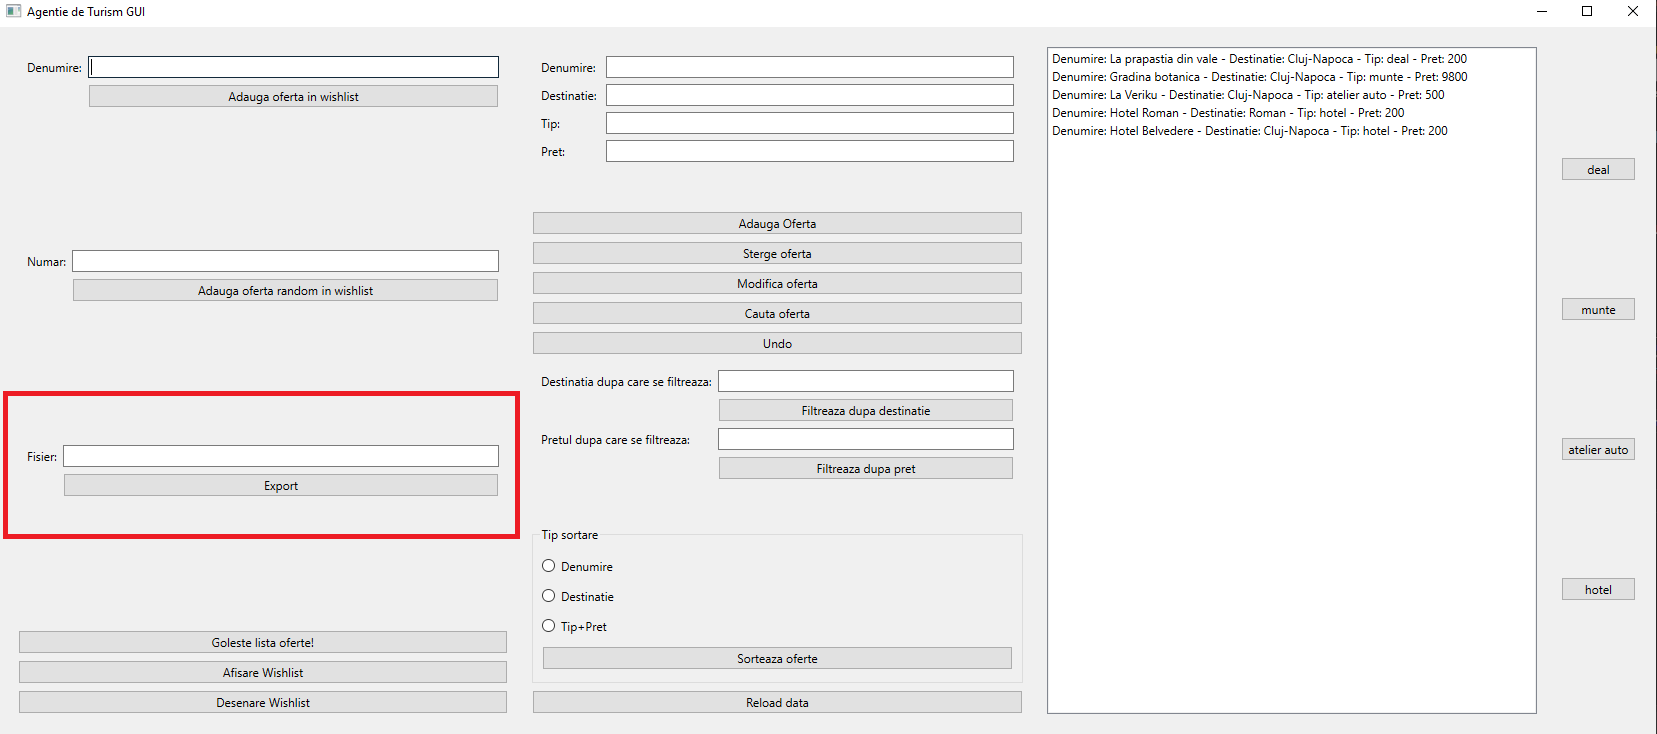 Agentie de Turism GUI
Denumire:
Adauga oferta in wishlist
Numar:
Adauga oferta random in wishlist
Fisier:
Export
Goleste lista oferte!
Afisare Wishlist
Desenare Wishlist
Denumire:
Destinatie:
Tip:
Pret:
Adauga Oferta
Sterge oferta
Modifica oferta
Cauta oferta
Undo
Destinatia dupa care se filtreaza:
Filtreaza dupa destinatie
Pretul dupa care se filtreaza:
Filtreaza dupa pret
Tip sortare
Denumire
Destinatie
Tip+Pret
Sorteaza oferte
Reload data
Denumire: La prapastia din vale - Destinatie: Cluj-Napoca - Tip: deal - Pret: 200
Denumire: Gradina botanica - Destinatie: Cluj-Napoca - Tip: munte - Pret: 9800
Denumire: La Veriku - Destinatie: Cluj-Napoca - Tip: atelier auto - Pret: 500
Denumire: Hotel Roman - Destinatie: Roman - Tip: hotel - Pret: 200
Denumire: Hotel Belvedere - Destinatie: Cluj-Napoca - Tip: hotel - Pret: 200
deal
munte
atelier auto
hotel